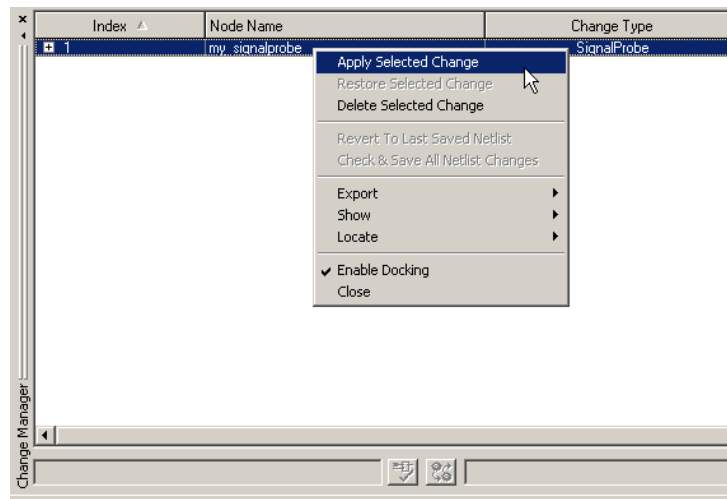 Index Node Name Change Type
1 my_signalprobe SignalProbe
Apply Selected Change
Restore Selected Change
Delete Selected Change
Revert To Last Saved Netlist
Check & Save All Netlist Changes
Export
Show
Locate
Enable Docking
Close
Change Manager